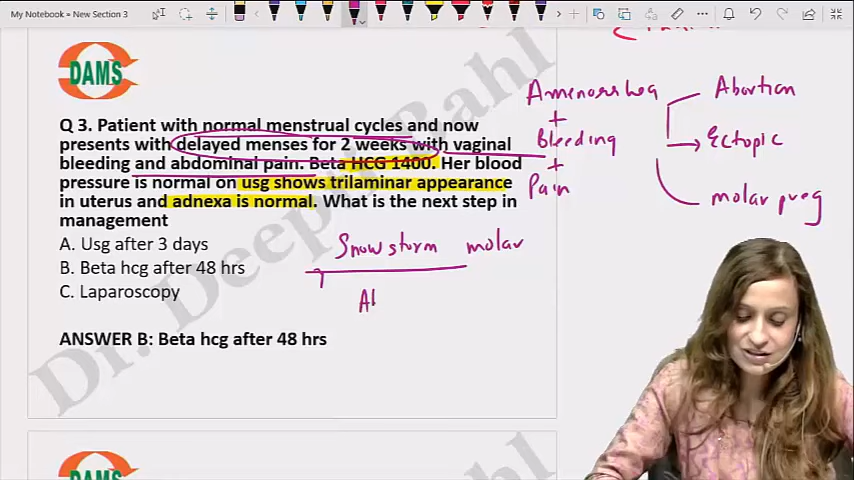 My Notebook » New Section 3
DAMS
Q 3. Patient with normal menstrual cycles and now
presents with delayed menses for 2 weeks with vaginal
bleeding and abdominal pain. Beta HCG 1400. Her blood
pressure is normal on usg shows trilaminar appearance
in uterus and adnexa is normal. What is the next step in
management
A. Usg after 3 days
B. Beta hcg after 48 hrs
C. Laparoscopy
ANSWER B: Beta hcg after 48 hrs
Amenorrhea
+
Bleeding
+
Pain
Abortion
Ectopic
molar preg
Snowstorm molar
DAMS